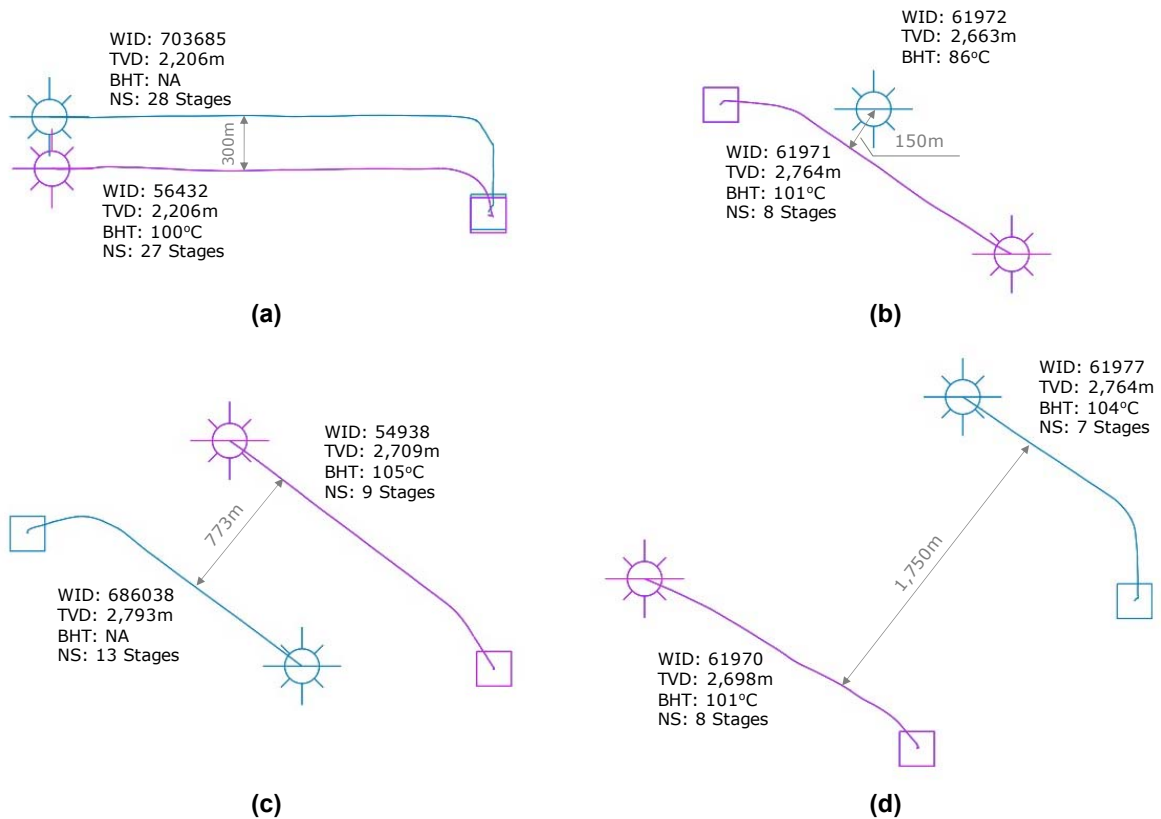 WID: 703685
TVD: 2,206m
BHT: NA
NS: 28 Stages
300m
WID: 56432
TVD: 2,206m
BHT: 100°C
NS: 27 Stages
(a)
WID: 61972
TVD: 2,663m
BHT: 86°C
150m
WID: 61971
TVD: 2,764m
BHT: 101°C
NS: 8 Stages
(b)
WID: 54938
TVD: 2,709m
BHT: 105°C
NS: 9 Stages
773m
WID: 686038
TVD: 2,793m
BHT: NA
NS: 13 Stages
(c)
WID: 61977
TVD: 2,764m
BHT: 104°C
NS: 7 Stages
1,750m
WID: 61970
TVD: 2,698m
BHT: 101°C
NS: 8 Stages
(d)